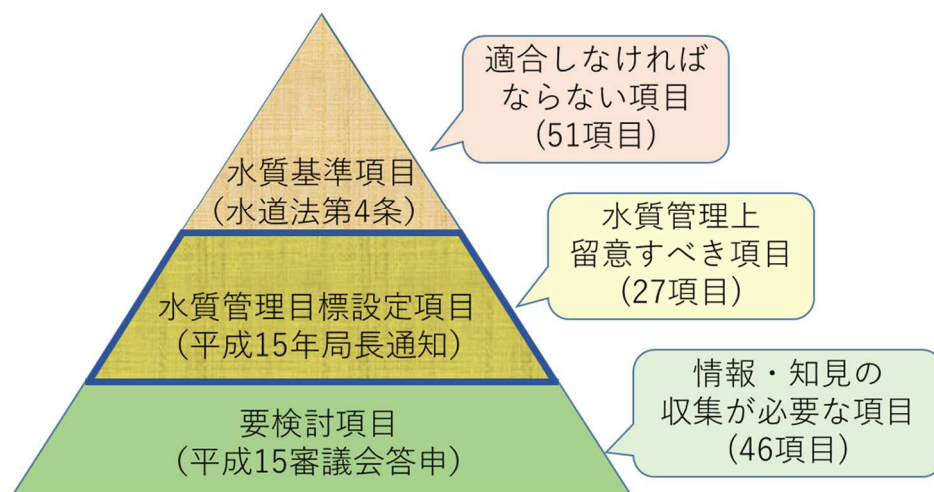 適合しなければ
ならない項目
(51項目)
水質基準項目
(水道法第4条)
水質管理上
留意すべき項目
(27項目)
水質管理目標設定項目
(平成15年局長通知)
情報・知見の
収集が必要な項目
(46項目)
要検討項目
(平成15審議会答申)